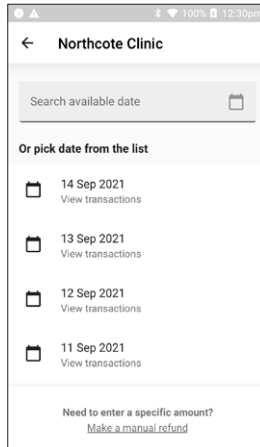 100% 12:30pm
Northcote Clinic
Search available date
Or pick date from the list
14 Sep 2021
View transactions
13 Sep 2021
View transactions
12 Sep 2021
View transactions
11 Sep 2021
View transactions
Need to enter a specific amount?
Make a manual refund